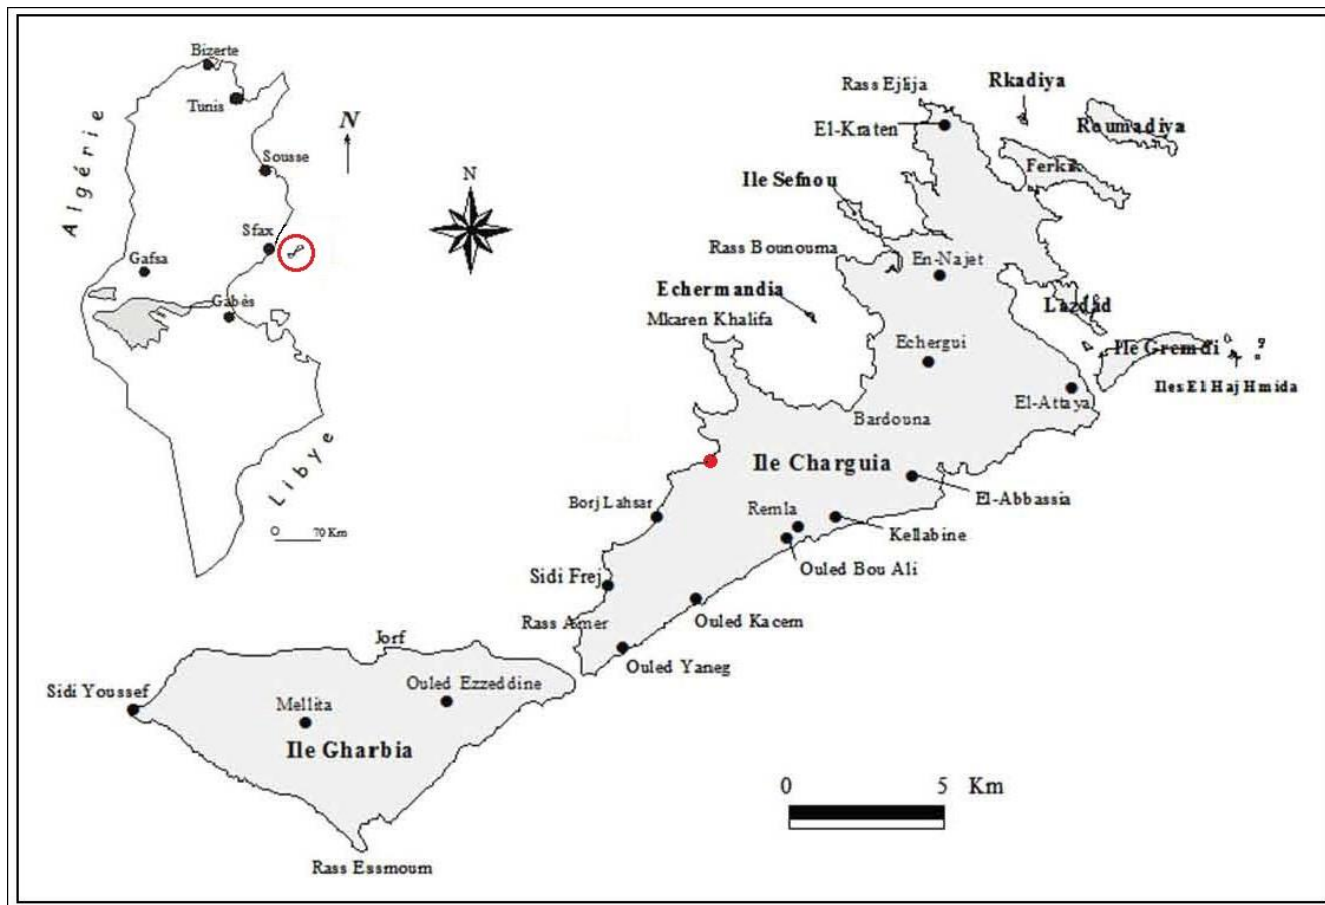 Bizerte
Tunis
Algérie
N
Sousse
Sfax
Gafsa
Gabès
Libye
70 Km
N
Rass Ejlija
Rkadiya
El-Kraten
Roumadiya
Ferkik
Ile Sefnou
Rass Bounouma
En-Najet
Echermandia
Lazdad
Mkaren Khalifa
Echergui
Ile Gremdi
Iles El Haj Hmida
El-Attaya
Bardouna
Ile Charguia
El-Abbassia
Borj Lahsar
Remla
Kellabine
Ouled Bou Ali
Sidi Frej
Rass Amer
Ouled Kacem
Jorf
Ouled Yaneg
Sidi Youssef
Ouled Ezzeddine
Mellita
Ile Gharbia
0 5 Km
Rass Essmoum